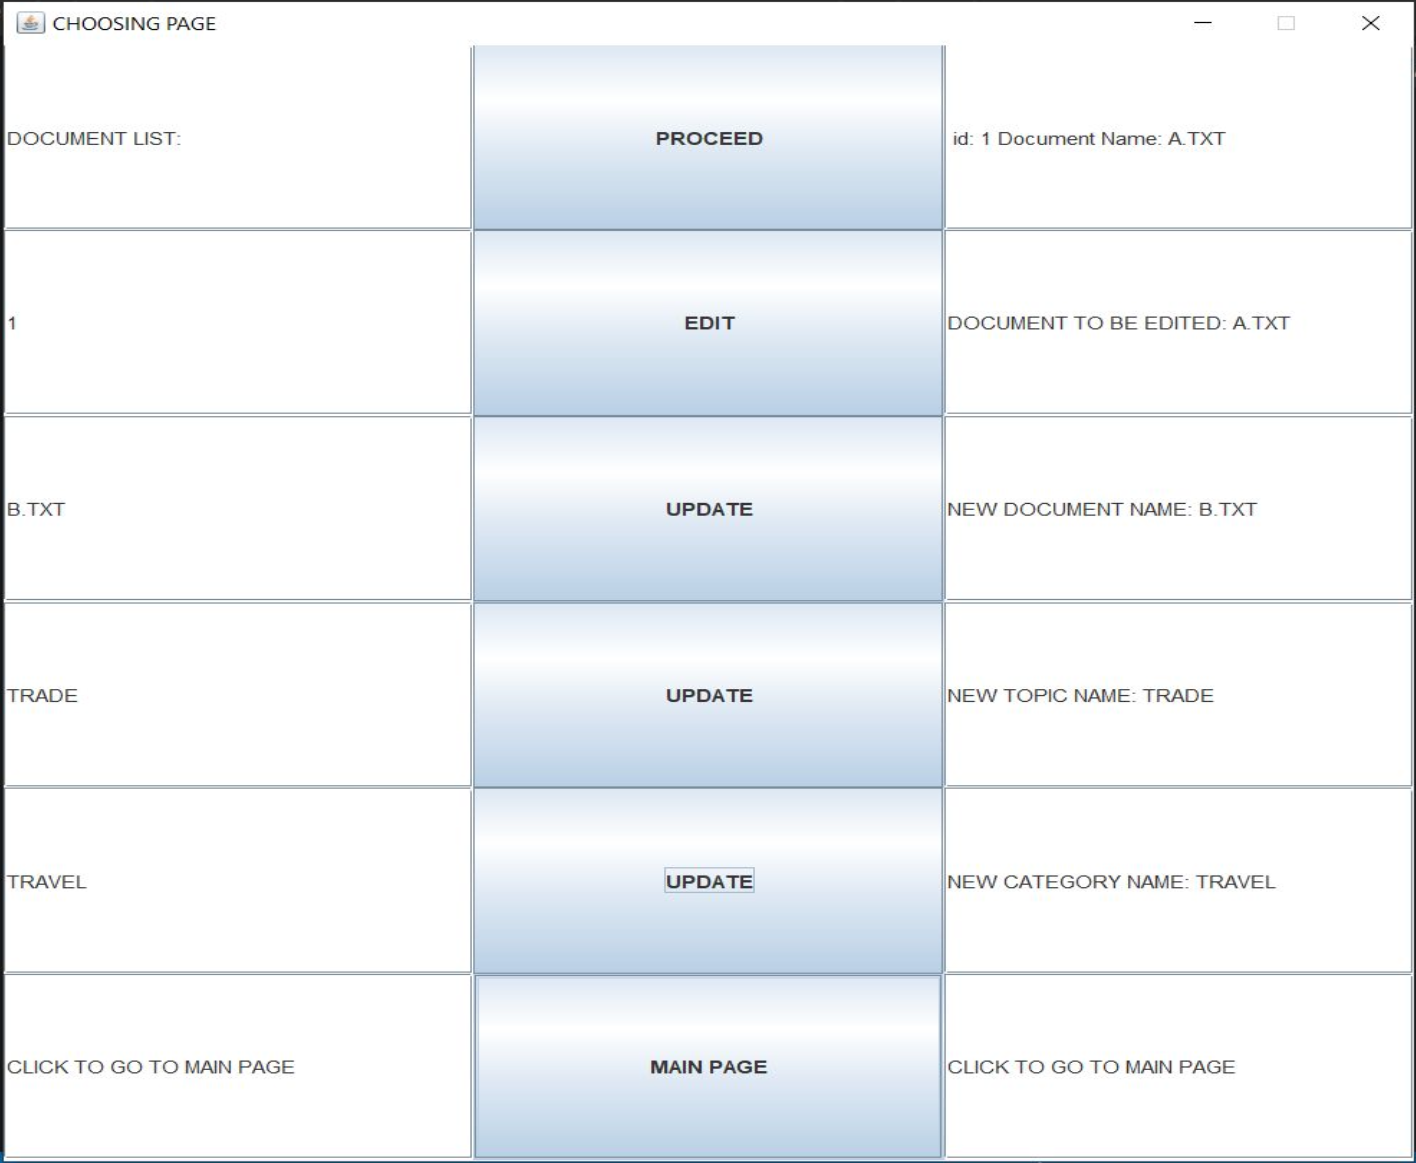 CHOOSING PAGE
DOCUMENT LIST:
PROCEED
id: 1 Document Name: A.TXT
1
EDIT
DOCUMENT TO BE EDITED: A.TXT
B.TXT
UPDATE
NEW DOCUMENT NAME: B.TXT
TRADE
UPDATE
NEW TOPIC NAME: TRADE
TRAVEL
UPDATE
NEW CATEGORY NAME: TRAVEL
CLICK TO GO TO MAIN PAGE
MAIN PAGE
CLICK TO GO TO MAIN PAGE